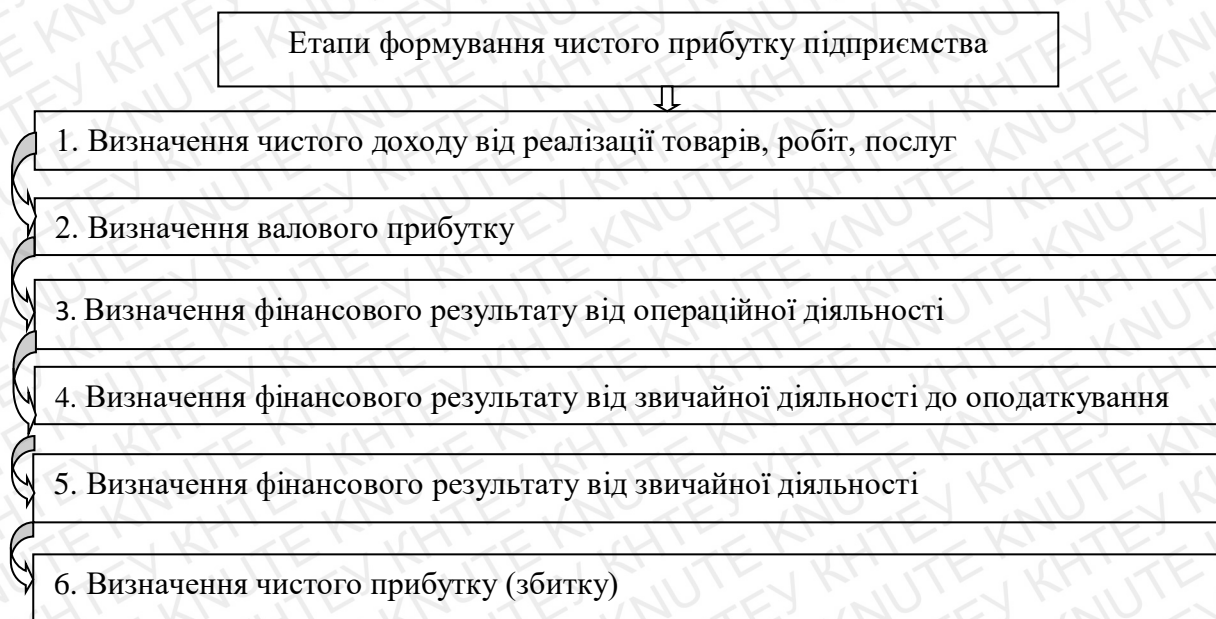 Етапи формування чистого прибутку підприємства
1. Визначення чистого доходу від реалізації товарів, робіт, послуг
2. Визначення валового прибутку
3. Визначення фінансового результату від операційної діяльності
4. Визначення фінансового результату від звичайної діяльності до оподаткування
5. Визначення фінансового результату від звичайної діяльності
6. Визначення чистого прибутку (збитку)